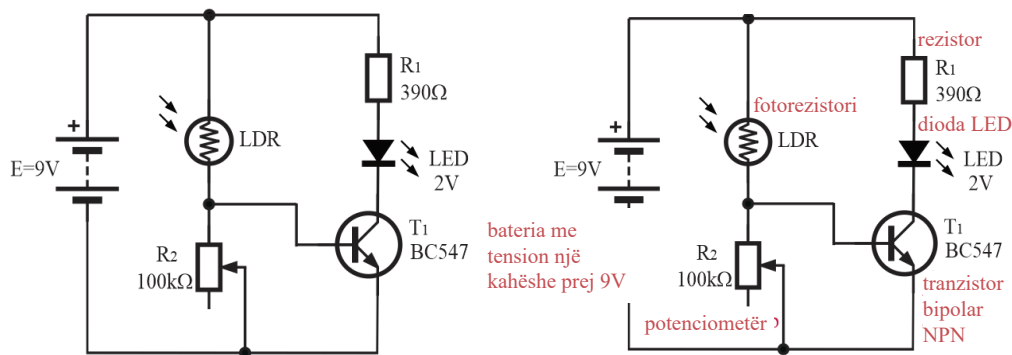 +
E=9V
LDR
R1
390Ω
LED
2V
R2
100kΩ
T1
BC547
bateria me
tension një
kahëshe prej 9V
+
E=9V
fotorezistori
LDR
rezistor
R1
390Ω
dioda LED
LED
2V
R2
100kΩ
T1
BC547
potenciometër
tranzistor
bipolar
NPN